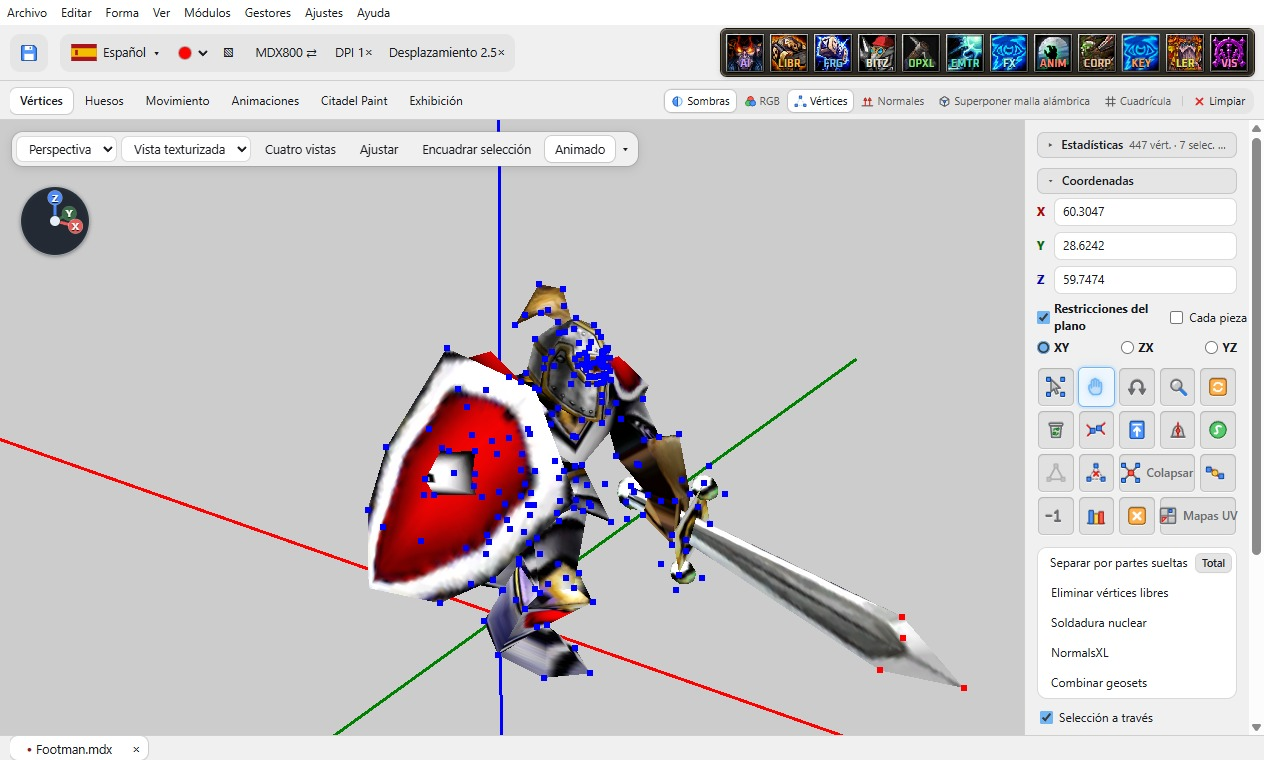 Archivo Editar Forma Ver Módulos Gestores Ajustes Ayuda
Español MDX800 ⇄ DPI 1× Desplazamiento 2.5×
AI LIBR ERG BITZ OPXL EMTR FX ANIM CORP KEY LER VIS
Vértices Huesos Movimiento Animaciones Citadel Paint Exhibición Sombras RGB Vértices Normales Superponer malla alámbrica Cuadrícula Limpiar
Perspectiva Vista texturizada Cuatro vistas Ajustar Encuadrar selección Animado
Z
Y
X
Estadísticas 447 vért. · 7 selec. ...
Coordenadas
X 60.3047
Y 28.6242
Z 59.7474
Restricciones del plano
Cada pieza
XY ZX YZ
Colapsar
−1 Mapas UV
Separar por partes sueltas Total
Eliminar vértices libres
Soldadura nuclear
NormalsXL
Combinar geosets
Selección a través
Footman.mdx ×